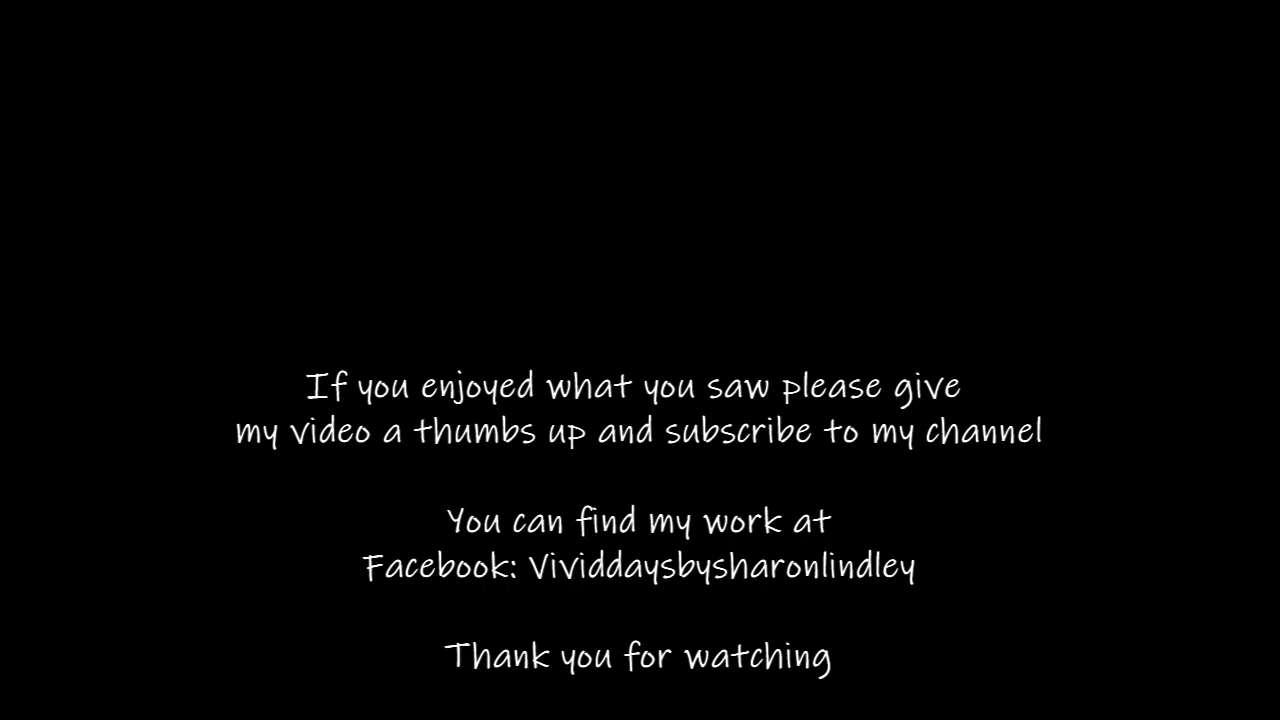 If you enjoyed what you saw please give
my video a thumbs up and subscribe to my channel
You can find my work at
Facebook: Vividdaysbysharonlindley
Thank you for watching